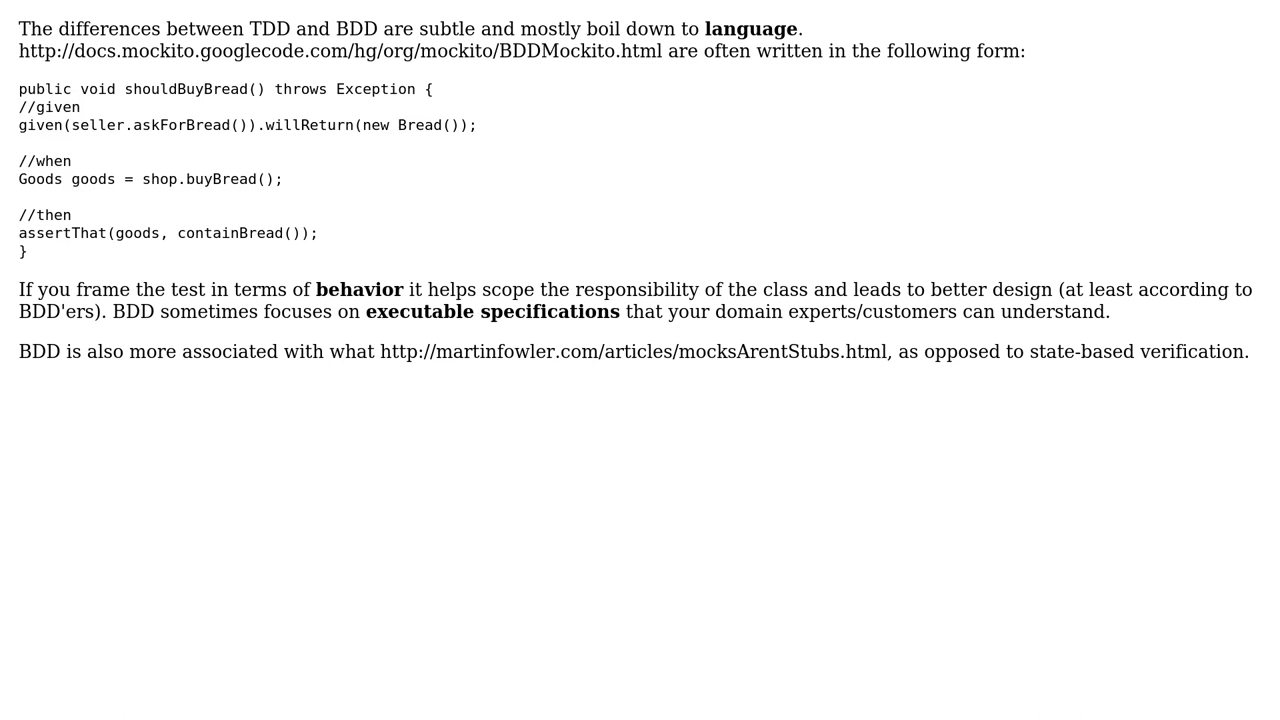 The differences between TDD and BDD are subtle and mostly boil down to language.
http://docs.mockito.googlecode.com/hg/org/mockito/BDDMockito.html are often written in the following form:
public void shouldBuyBread() throws Exception {
//given
given(seller.askForBread()).willReturn(new Bread());
//when
Goods goods = shop.buyBread();
//then
assertThat(goods, containBread());
}
If you frame the test in terms of behavior it helps scope the responsibility of the class and leads to better design (at least according to
BDD'ers). BDD sometimes focuses on executable specifications that your domain experts/customers can understand.
BDD is also more associated with what http://martinfowler.com/articles/mocksArentStubs.html, as opposed to state-based verification.